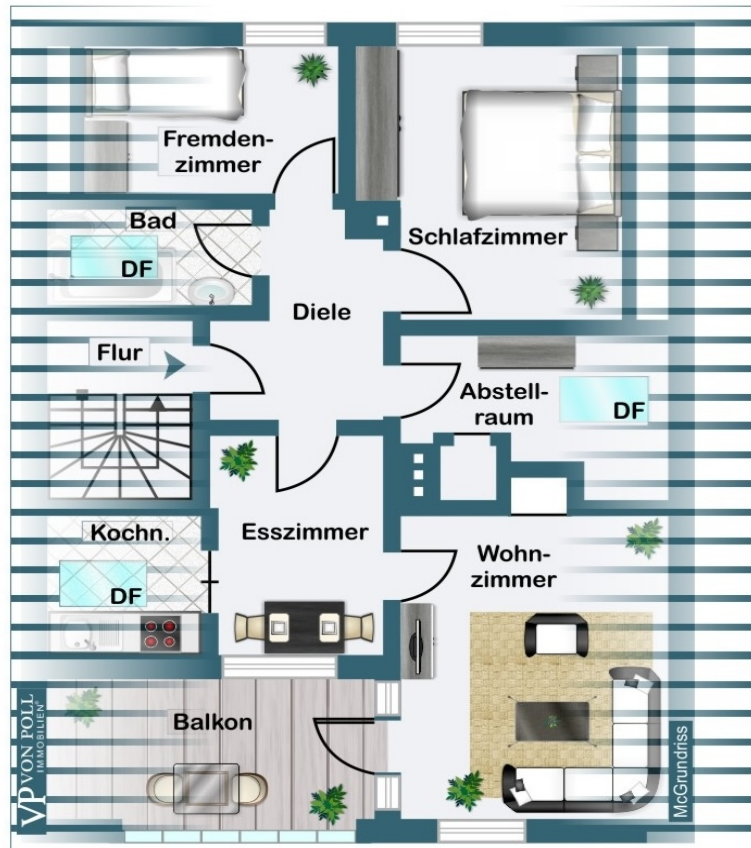 Fremden-
zimmer
Bad
DF
Schlafzimmer
Diele
Flur
Abstell-
raum
DF
Kochn.
DF
Esszimmer
Wohn-
zimmer
Balkon
VP VON POLL
IMMOBILIEN®
McGrundriss